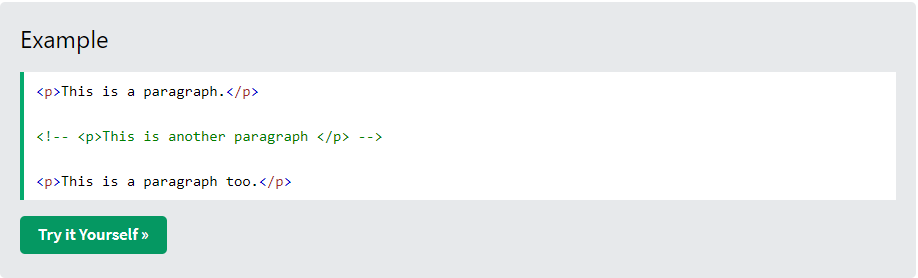 Example
<p>This is a paragraph.</p>
<!-- <p>This is another paragraph </p> -->
<p>This is a paragraph too.</p>
Try it Yourself »